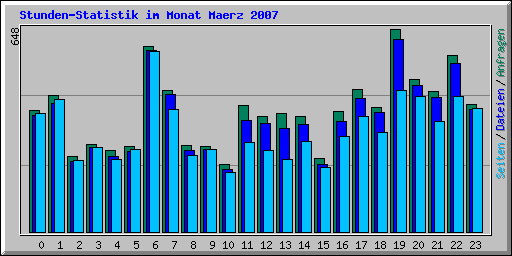 Stunden-Statistik im Monat Maerz 2007
648
Seiten / Dateien / Anfragen
0 1 2 3 4 5 6 7 8 9 10 11 12 13 14 15 16 17 18 19 20 21 22 23